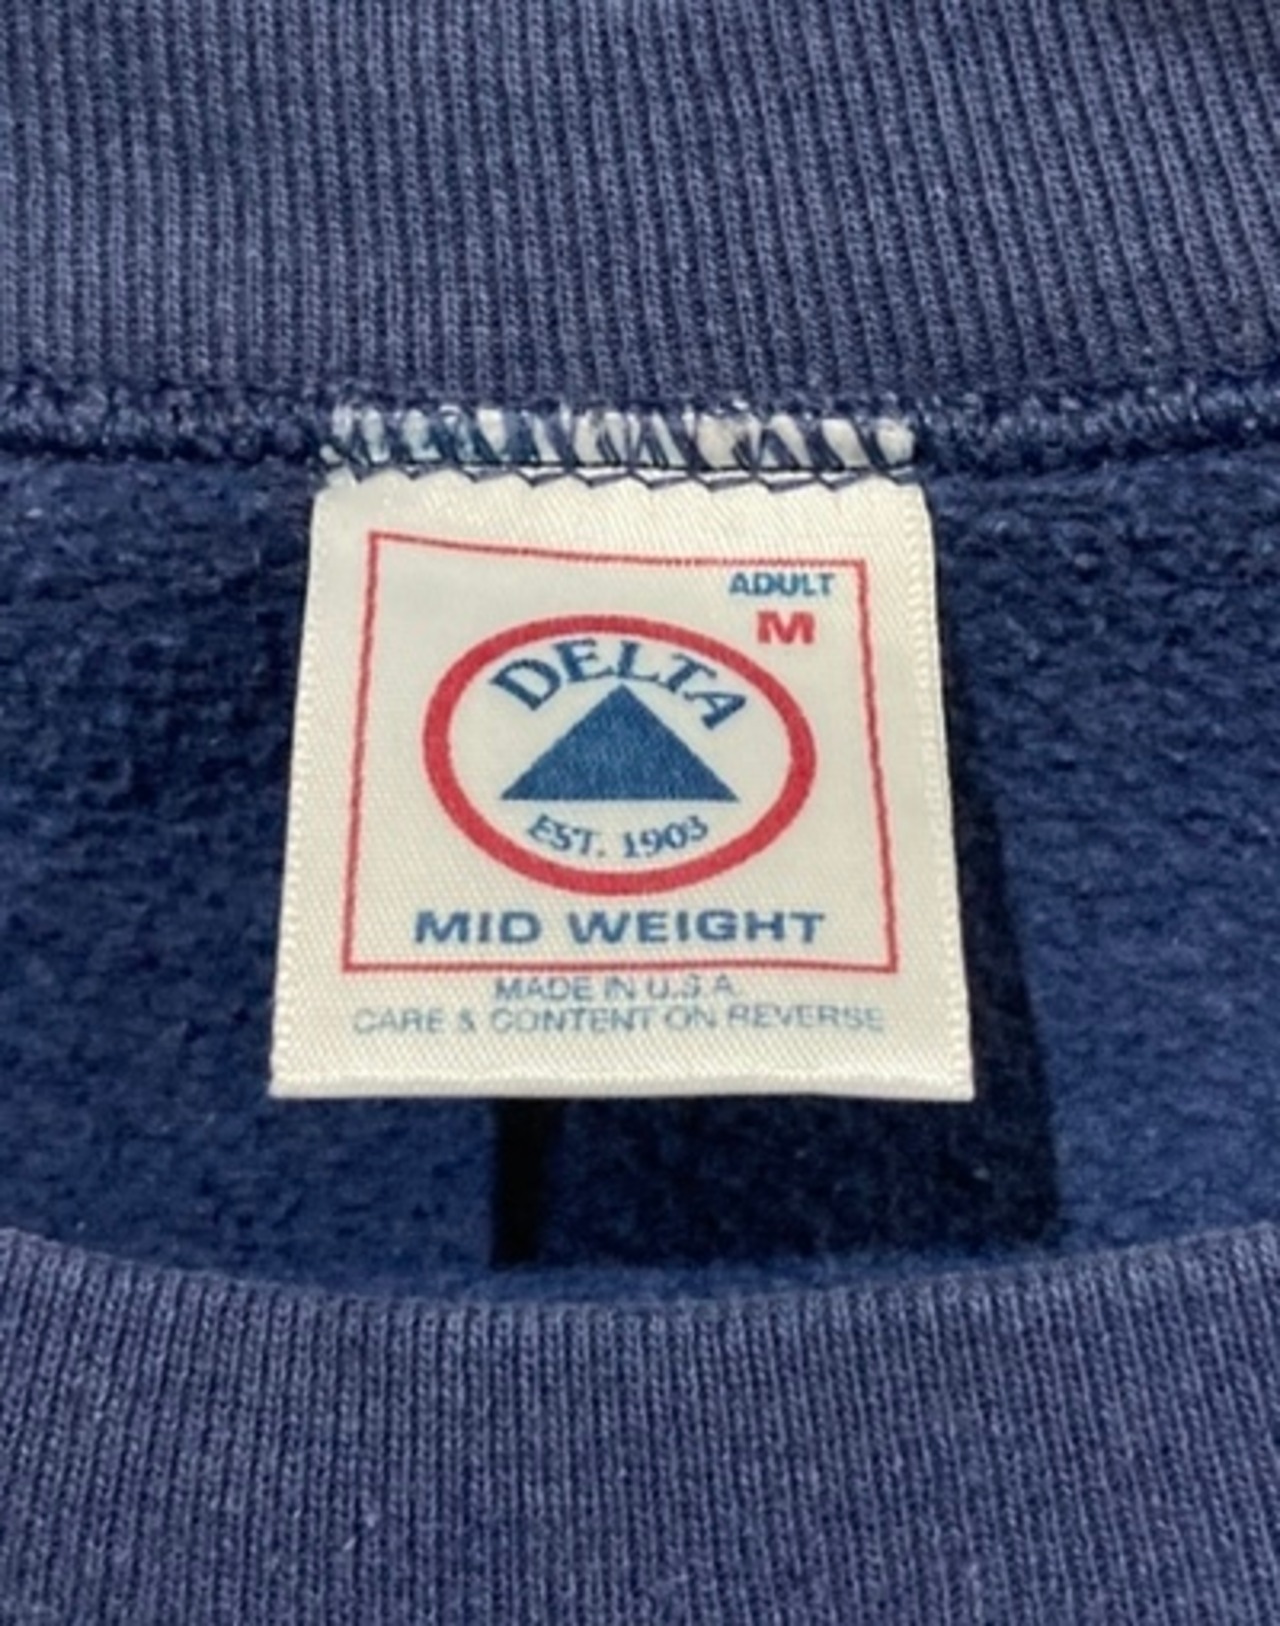 ADULT
M
DELTA
EST. 1903
MID WEIGHT
MADE IN U.S.A.
CARE & CONTENT ON REVERSE